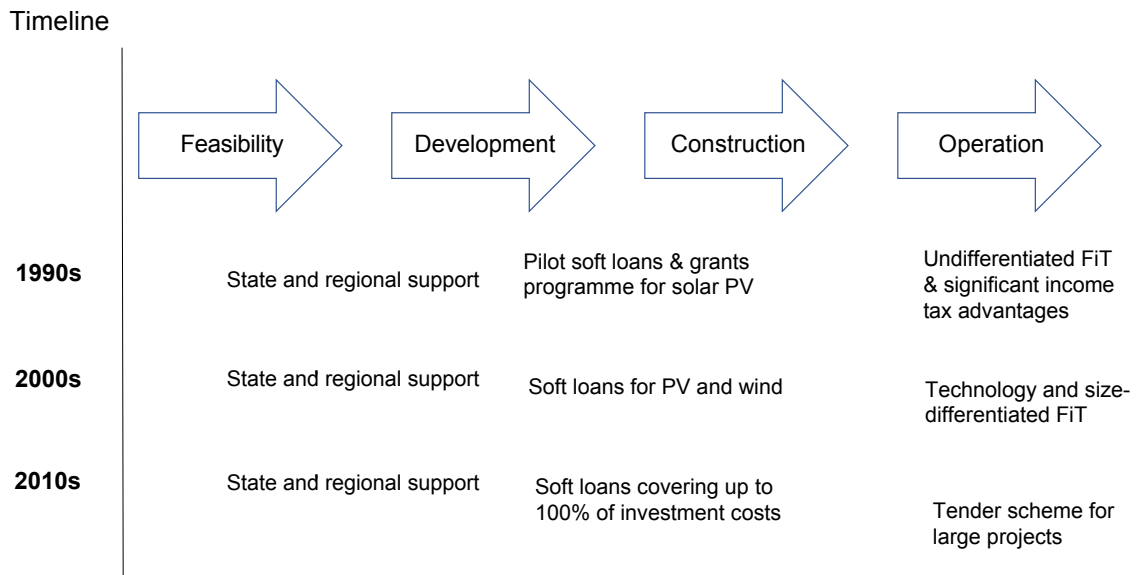 Timeline
Feasibility
Development
Construction
Operation
1990s
State and regional support
Pilot soft loans & grants
programme for solar PV
Undifferentiated FiT
& significant income
tax advantages
2000s
State and regional support
Soft loans for PV and wind
Technology and size-
differentiated FiT
2010s
State and regional support
Soft loans covering up to
100% of investment costs
Tender scheme for
large projects